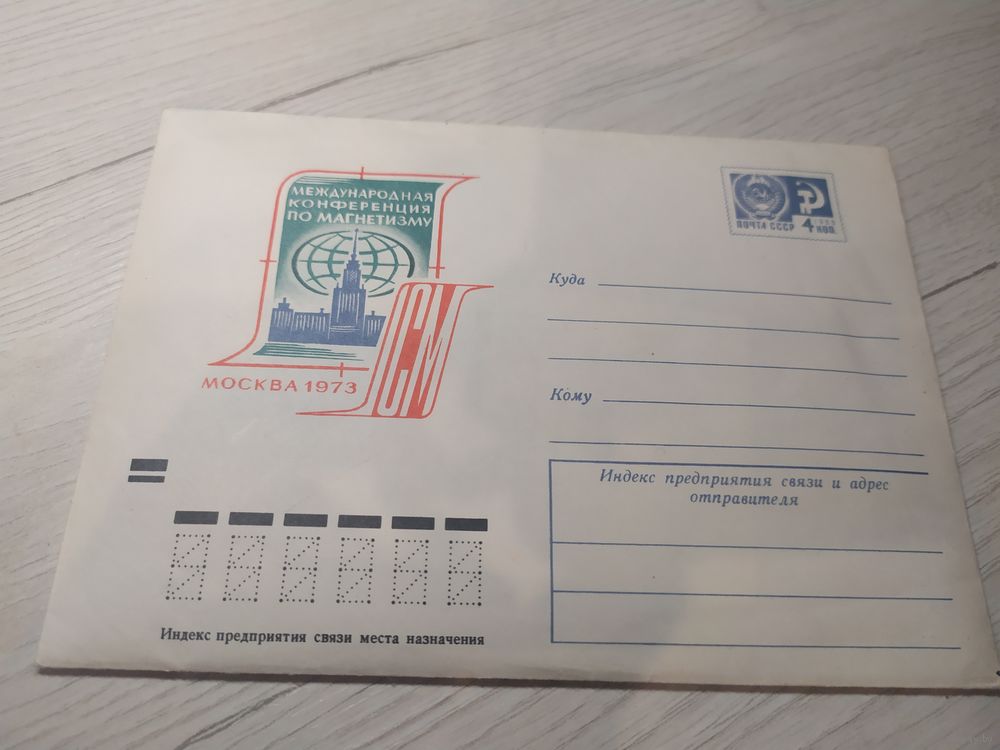 МЕЖДУНАРОДНАЯ
КОНФЕРЕНЦИЯ
ПО МАГНЕТИЗМУ
ICM
МОСКВА 1973
ПОЧТА СССР 4 КОП
Куда
Кому
Индекс предприятия связи и адрес
отправителя
Индекс предприятия связи места назначения